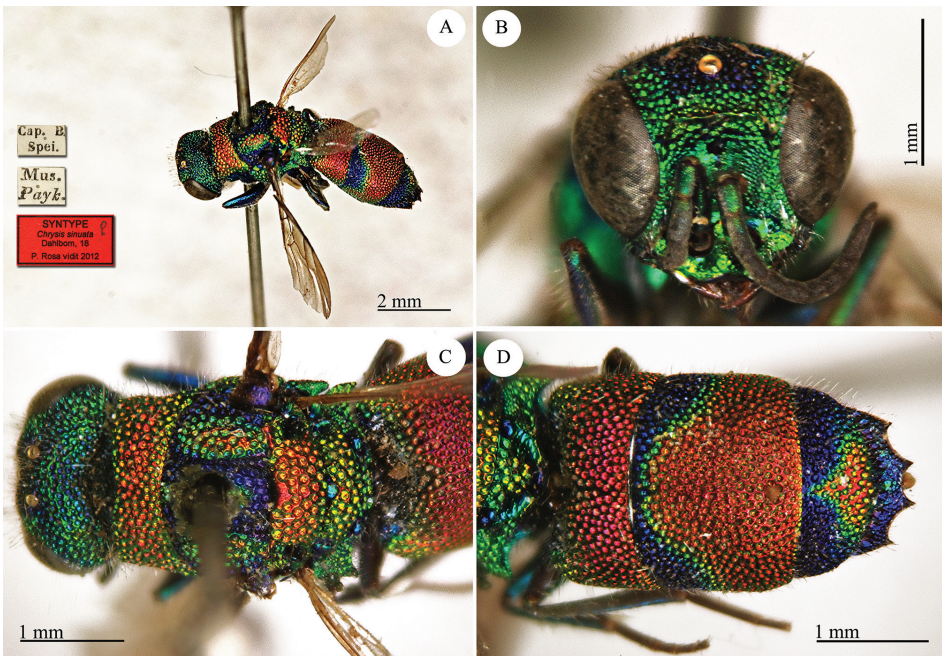 A
B
Cap. B.
Spei.
Mus.
Payk.
SYNTYPE ♀
Chrysis sinuata
Dahlbom, 18
P. Rosa vidit 2012
2 mm
1 mm
C
D
1 mm
1 mm